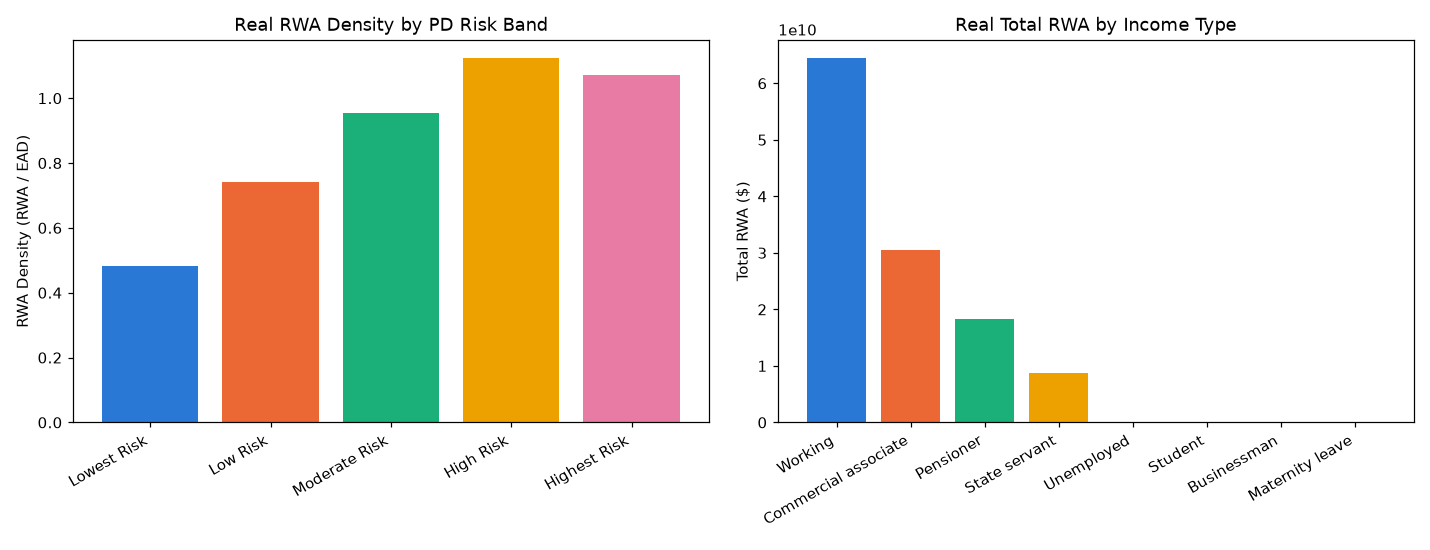 Real RWA Density by PD Risk Band
RWA Density (RWA / EAD)
1.0
0.8
0.6
0.4
0.2
0.0
Lowest Risk
Low Risk
Moderate Risk
High Risk
Highest Risk
Real Total RWA by Income Type
1e10
Total RWA ($)
6
5
4
3
2
1
0
Working
Commercial associate
Pensioner
State servant
Unemployed
Student
Businessman
Maternity leave